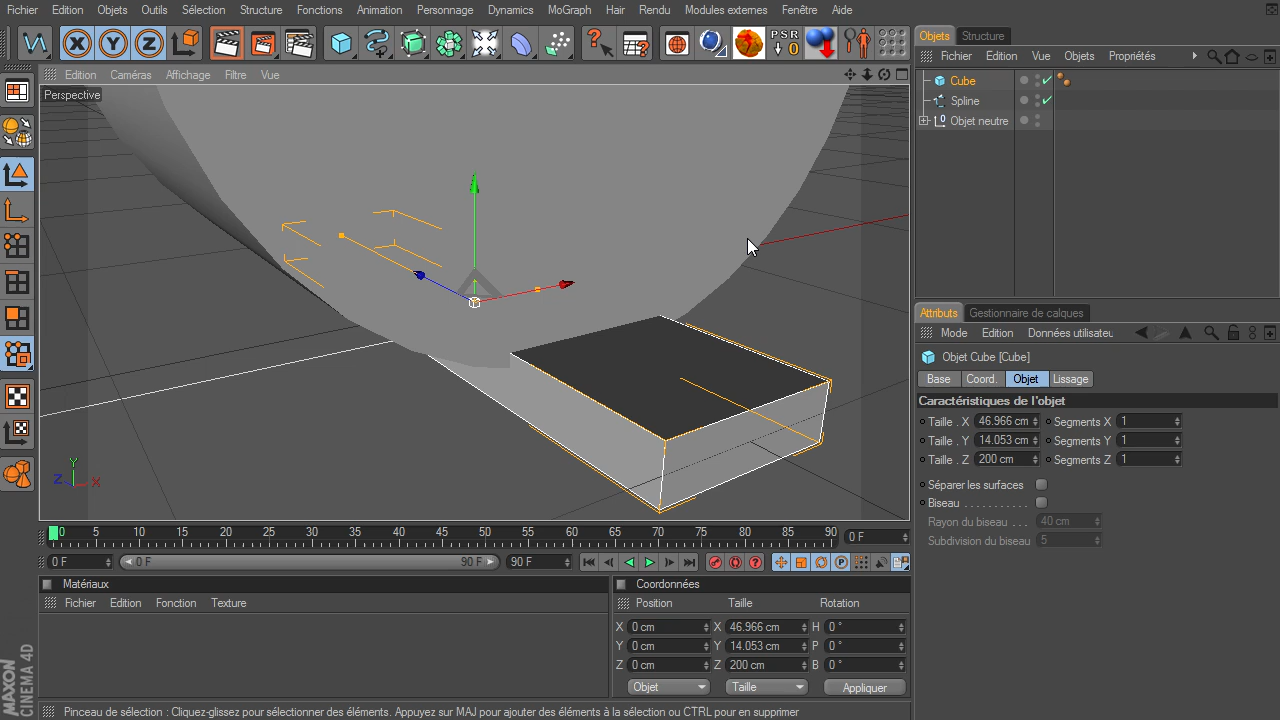 Fichier Edition Objets Outils Sélection Structure Fonctions Animation Personnage Dynamics MoGraph Hair Rendu Modules externes Fenêtre Aide
X Y Z PSR 0
Objets Structure
Fichier Edition Vue Objets Propriétés
Edition Caméras Affichage Filtre Vue
Perspective
Cube
Spline
Objet neutre
Attributs Gestionnaire de calques
Mode Edition Données utilisateu
Objet Cube [Cube]
Base Coord. Objet Lissage
Caractéristiques de l'objet
Taille . X 46.966 cm Segments X 1
Taille . Y 14.053 cm Segments Y 1
Taille . Z 200 cm Segments Z 1
Séparer les surfaces
Biseau . . . . . . . . . . .
Rayon du biseau . . . 40 cm
Subdivision du biseau 5
Y
Z X
0 5 10 15 20 25 30 35 40 45 50 55 60 65 70 75 80 85 90 0 F
0 F 0 F 90 F 90 F
Matériaux
Fichier Edition Fonction Texture
Coordonnées
Position Taille Rotation
X 0 cm X 46.966 cm H 0 °
Y 0 cm Y 14.053 cm P 0 °
Z 0 cm Z 200 cm B 0 °
Objet Taille Appliquer
MAXON
CINEMA 4D
Pinceau de sélection : Cliquez-glissez pour sélectionner des éléments. Appuyez sur MAJ pour ajouter des éléments à la sélection ou CTRL pour en supprimer